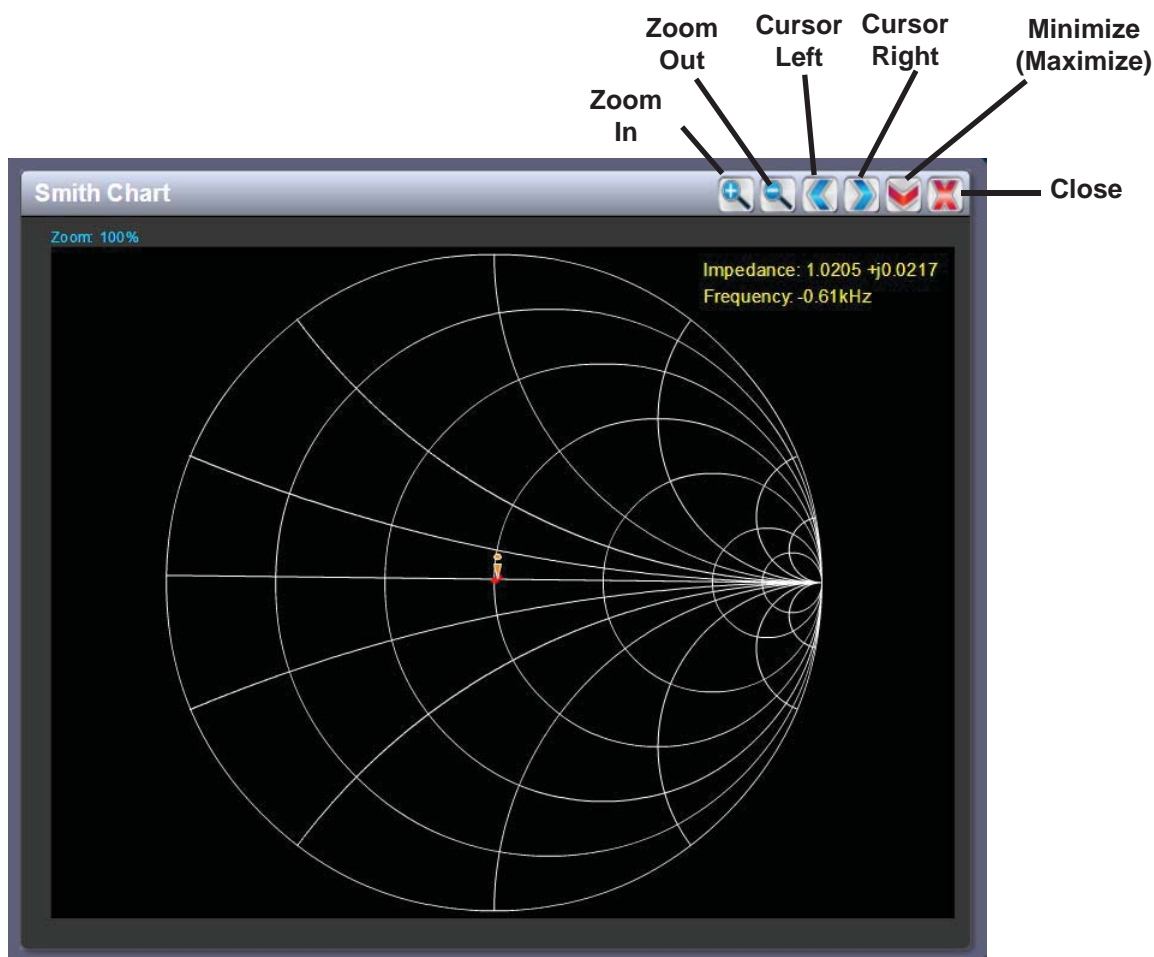 Zoom
Out
Cursor
Left
Cursor
Right
Minimize
(Maximize)
Zoom
In
Close
Smith Chart
Zoom: 100%
Impedance: 1.0205 +j0.0217
Frequency: -0.61kHz